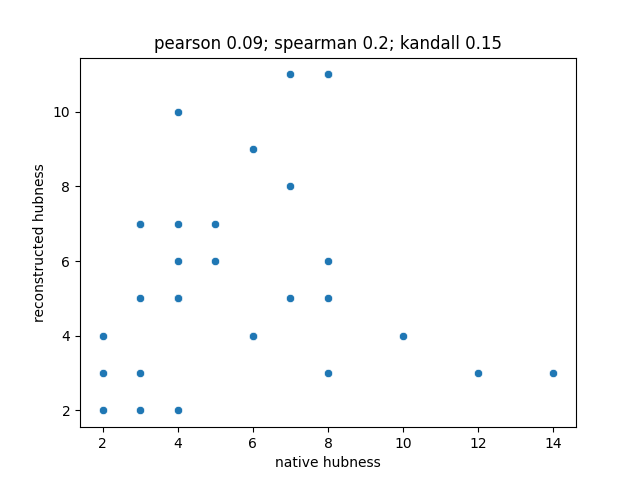 pearson 0.09; spearman 0.2; kandall 0.15
10
8
6
4
2
reconstructed hubness
2 4 6 8 10 12 14
native hubness